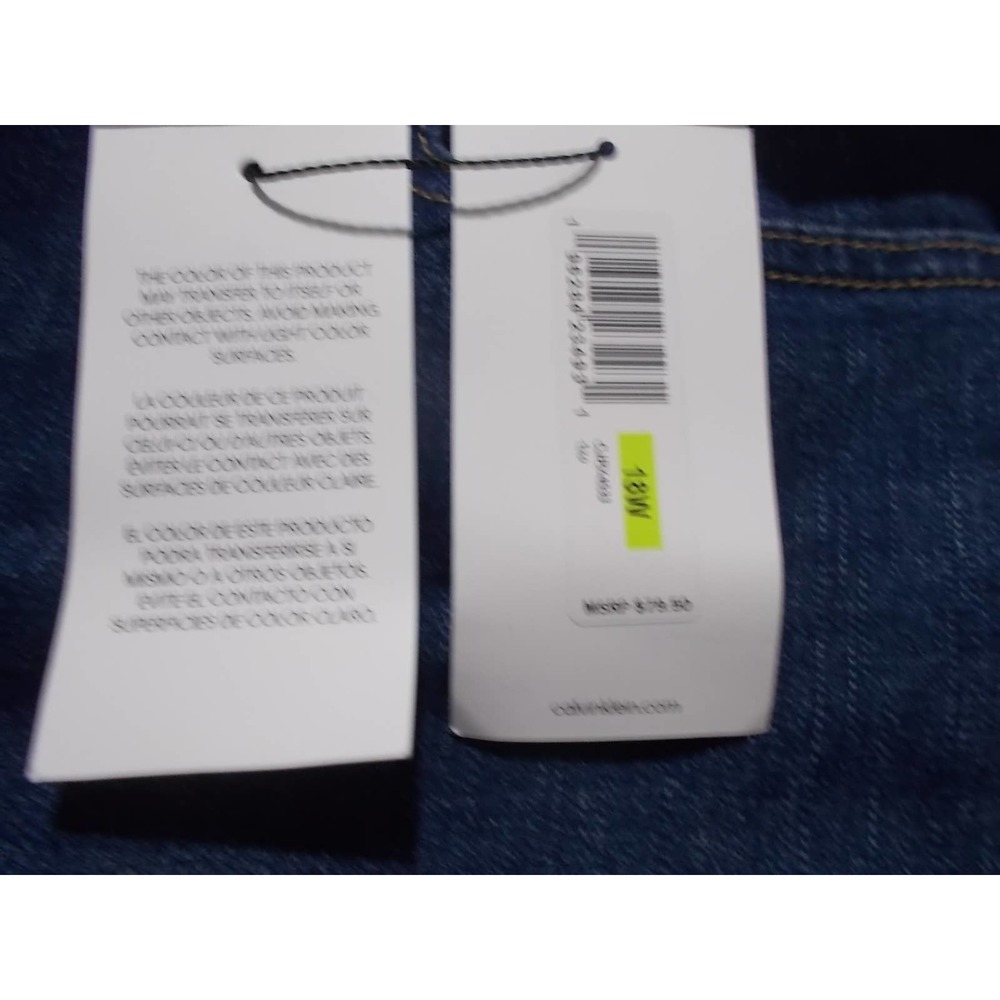 THE COLOR OF THIS PRODUCT
MAY TRANSFER TO ITSELF OR
OTHER OBJECTS. AVOID MAKING
CONTACT WITH LIGHT COLOR
SURFACES.
LA COULEUR DE CE PRODUIT
POURRAIT SE TRANSFERER SUR
CELUI-CI OU D'AUTRES OBJETS.
EVITER LE CONTACT AVEC DES
SURFACES DE COULEUR CLAIRE.
EL COLOR DE ESTE PRODUCTO
PODRA TRANSFERIRSE A SI
MISMO O A OTROS OBJETOS.
EVITE EL CONTACTO CON
SUPERFICIES DE COLOR CLARO.
18W
MSRP $79.50
calvinklein.com